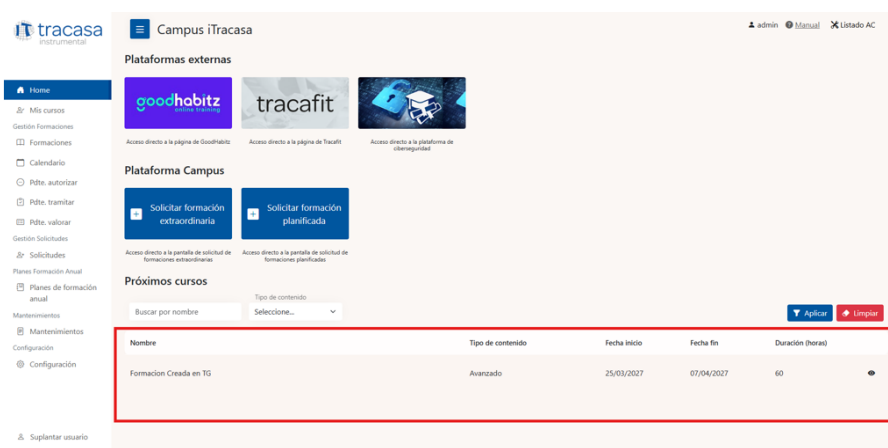 tracasa
instrumental
Campus iTracasa
admin Manual Listado AC
Home
Mis cursos
Gestión Formaciones
Formaciones
Calendario
Pdte. autorizar
Pdte. tramitar
Pdte. valorar
Gestión Solicitudes
Solicitudes
Planes Formación Anual
Planes de formación
anual
Mantenimientos
Mantenimientos
Configuración
Configuración
Suplantar usuario
Plataformas externas
goodhabitz
online training
tracafit
Acceso directo a la página de GoodHabitz
Acceso directo a la página de Tracafit
Acceso directo a la plataforma de
ciberseguridad
Plataforma Campus
Solicitar formación
extraordinaria
Solicitar formación
planificada
Acceso directo a la pantalla de solicitud de
formaciones extraordinarias
Acceso directo a la pantalla de solicitud de
formaciones planificadas
Próximos cursos
Tipo de contenido
Buscar por nombre
Seleccione...
Aplicar
Limpiar
Nombre Tipo de contenido Fecha inicio Fecha fin Duración (horas)
Formacion Creada en TG Avanzado 25/03/2027 07/04/2027 60